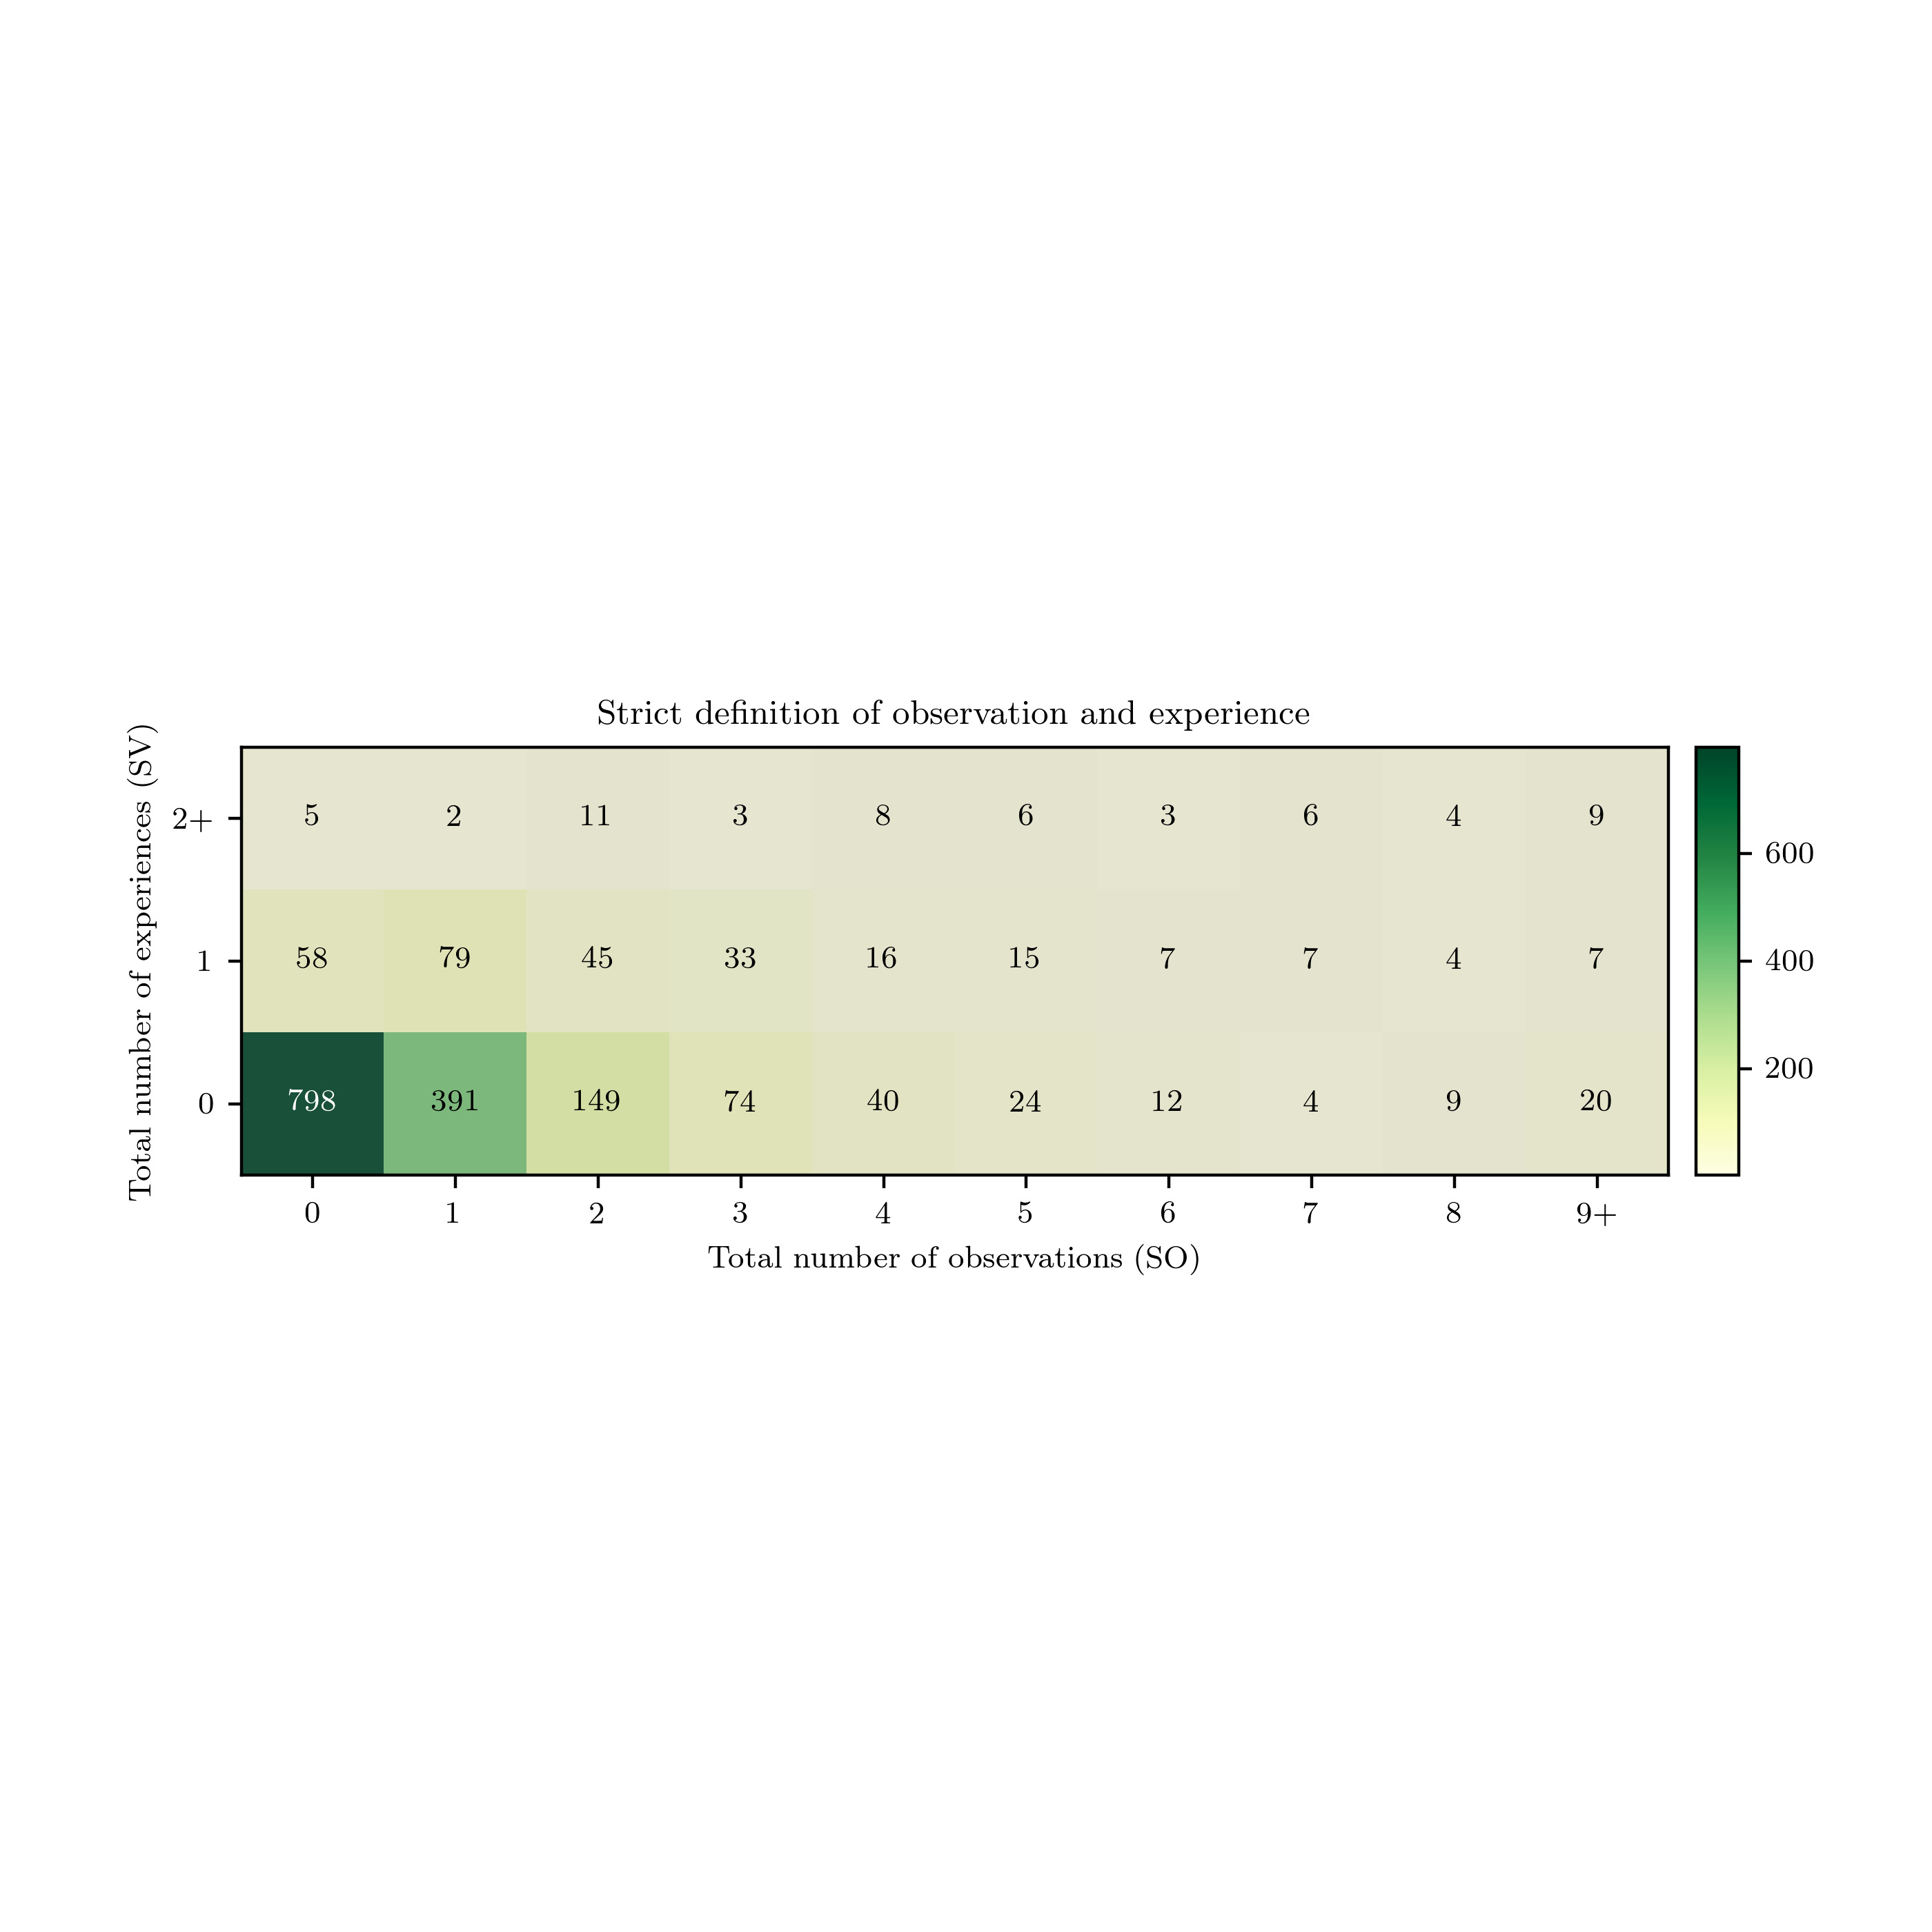 Strict definition of observation and experience
Total number of experiences (SV)
2+ 5 2 11 3 8 6 3 6 4 9
1 58 79 45 33 16 15 7 7 4 7
0 798 391 149 74 40 24 12 4 9 20
0 1 2 3 4 5 6 7 8 9+
Total number of observations (SO)
600
400
200